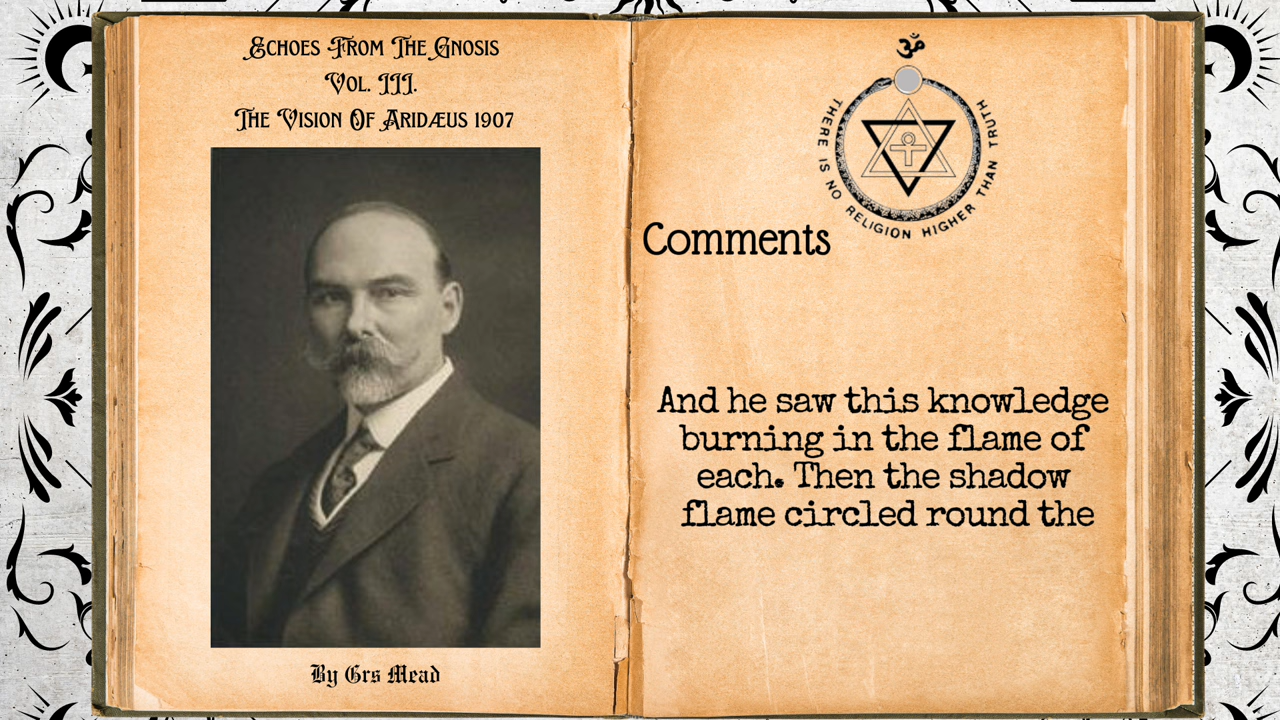 Echoes From The Gnosis
Vol. III.
The Vision Of Aridæus 1907
By Grs Mead
ॐ
THERE IS NO RELIGION HIGHER THAN TRUTH
Comments
And he saw this knowledge
burning in the flame of
each. Then the shadow
flame circled round the